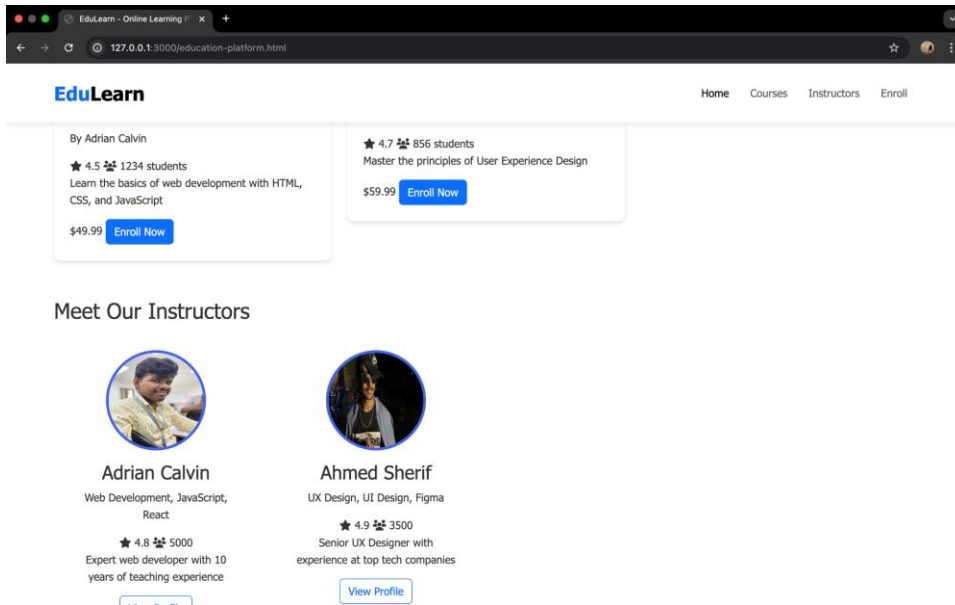 EduLearn - Online Learning P
127.0.0.1:3000/education-platform.html
EduLearn
Home Courses Instructors Enroll
By Adrian Calvin
4.5 1234 students
Learn the basics of web development with HTML,
CSS, and JavaScript
$49.99 Enroll Now
4.7 856 students
Master the principles of User Experience Design
$59.99 Enroll Now
Meet Our Instructors
Adrian Calvin
Web Development, JavaScript,
React
4.8 5000
Expert web developer with 10
years of teaching experience
Ahmed Sherif
UX Design, UI Design, Figma
4.9 3500
Senior UX Designer with
experience at top tech companies
View Profile